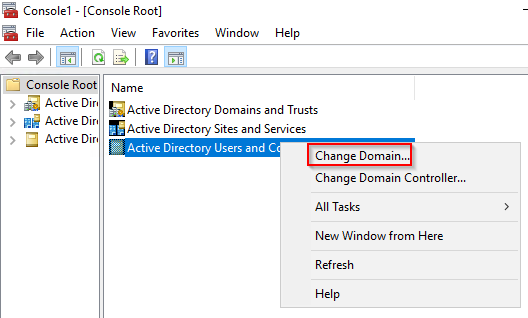 Console1 - [Console Root]
File Action View Favorites Window Help
Console Root
Active Dire
Active Dire
Active Dire
Name
Active Directory Domains and Trusts
Active Directory Sites and Services
Active Directory Users and Co
Change Domain...
Change Domain Controller...
All Tasks
New Window from Here
Refresh
Help